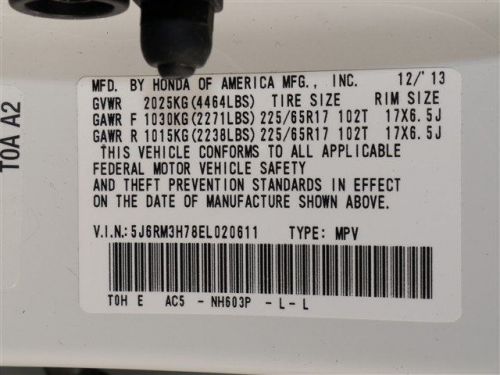 MFD. BY HONDA OF AMERICA MFG., INC. 12/'13
GVWR 2025KG(4464LBS) TIRE SIZE RIM SIZE
GAWR F 1030KG(2271LBS) 225/65R17 102T 17X6.5J
GAWR R 1015KG(2238LBS) 225/65R17 102T 17X6.5J
THIS VEHICLE CONFORMS TO ALL APPLICABLE
FEDERAL MOTOR VEHICLE SAFETY
AND THEFT PREVENTION STANDARDS IN EFFECT
ON THE DATE OF MANUFACTURE SHOWN ABOVE.
V.I.N.:5J6RM3H78EL020611 TYPE: MPV
T0H E AC5 - NH603P - L- L
T0A A2